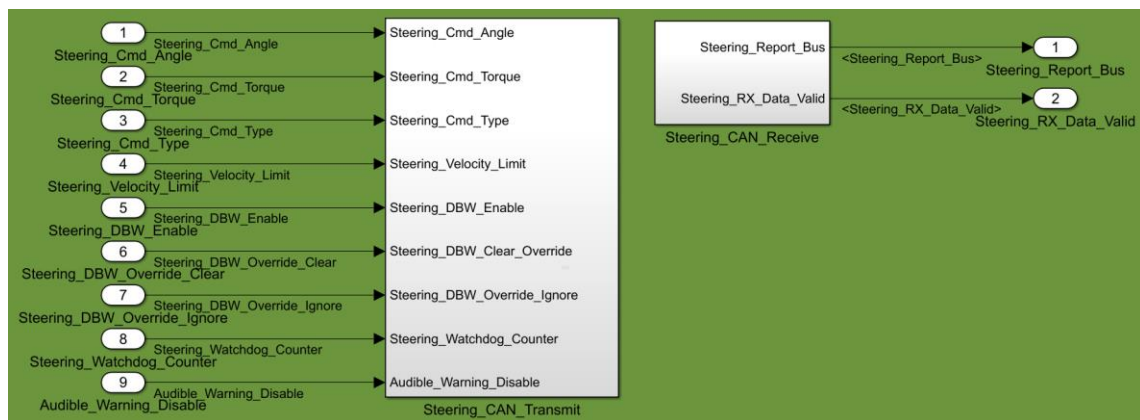 1
Steering_Cmd_Angle
Steering_Cmd_Angle
Steering_Cmd_Angle
2
Steering_Cmd_Torque
Steering_Cmd_Torque
Steering_Cmd_Torque
3
Steering_Cmd_Type
Steering_Cmd_Type
Steering_Cmd_Type
4
Steering_Velocity_Limit
Steering_Velocity_Limit
Steering_Velocity_Limit
5
Steering_DBW_Enable
Steering_DBW_Enable
Steering_DBW_Enable
6
Steering_DBW_Override_Clear
Steering_DBW_Override_Clear
Steering_DBW_Clear_Override
7
Steering_DBW_Override_Ignore
Steering_DBW_Override_Ignore
Steering_DBW_Override_Ignore
8
Steering_Watchdog_Counter
Steering_Watchdog_Counter
Steering_Watchdog_Counter
9
Audible_Warning_Disable
Audible_Warning_Disable
Audible_Warning_Disable
Steering_CAN_Transmit
Steering_Report_Bus
<Steering_Report_Bus>
1
Steering_Report_Bus
Steering_RX_Data_Valid
<Steering_RX_Data_Valid>
2
Steering_RX_Data_Valid
Steering_CAN_Receive